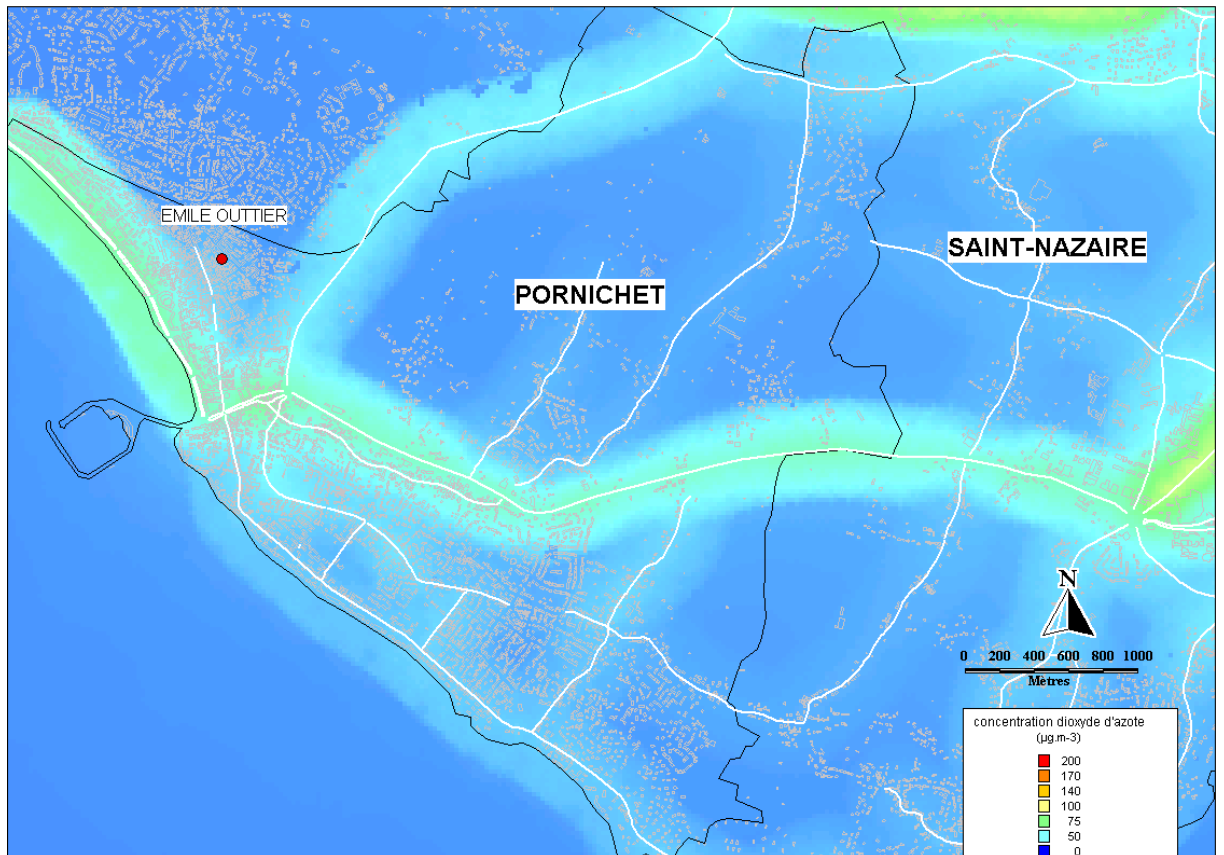 EMILE OUTTIER
SAINT-NAZAIRE
PORNICHET
N
0 200 400 600 800 1000
Mètres
concentration dioxyde d'azote
(µg.m-3)
200
170
140
100
75
50
0